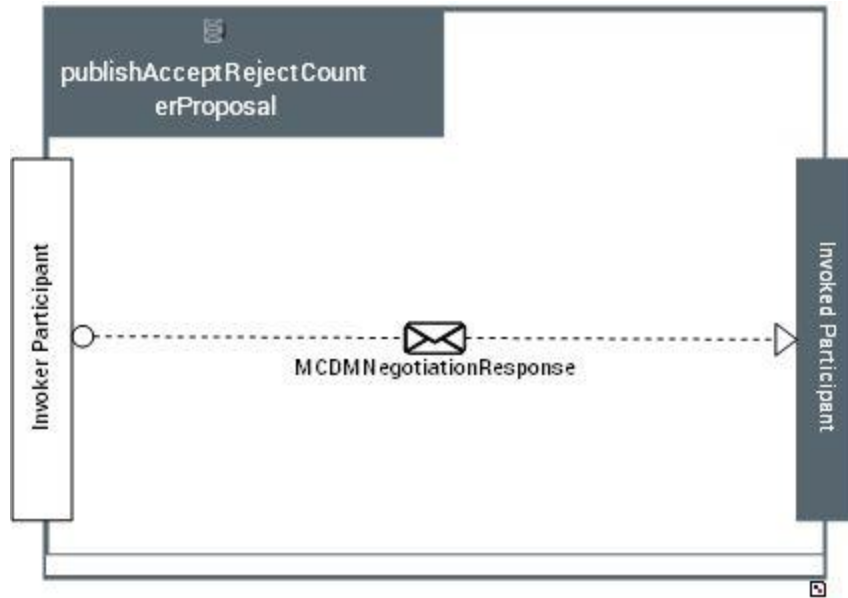 publishAcceptRejectCount
erProposal
Invoker Participant
MCDMNegotiationResponse
Invoked Participant